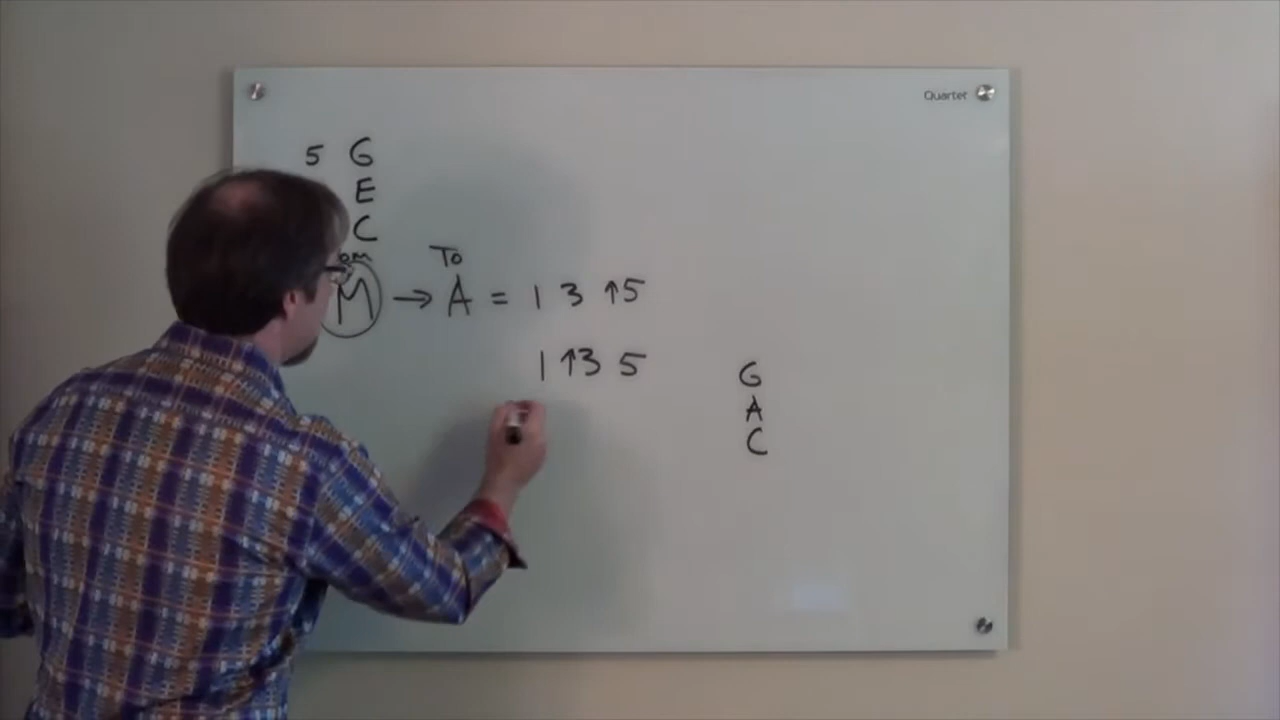 Quartet
5 G
E
C
To
M → A = 1 3 ↑5
1 ↑3 5
G
A
C